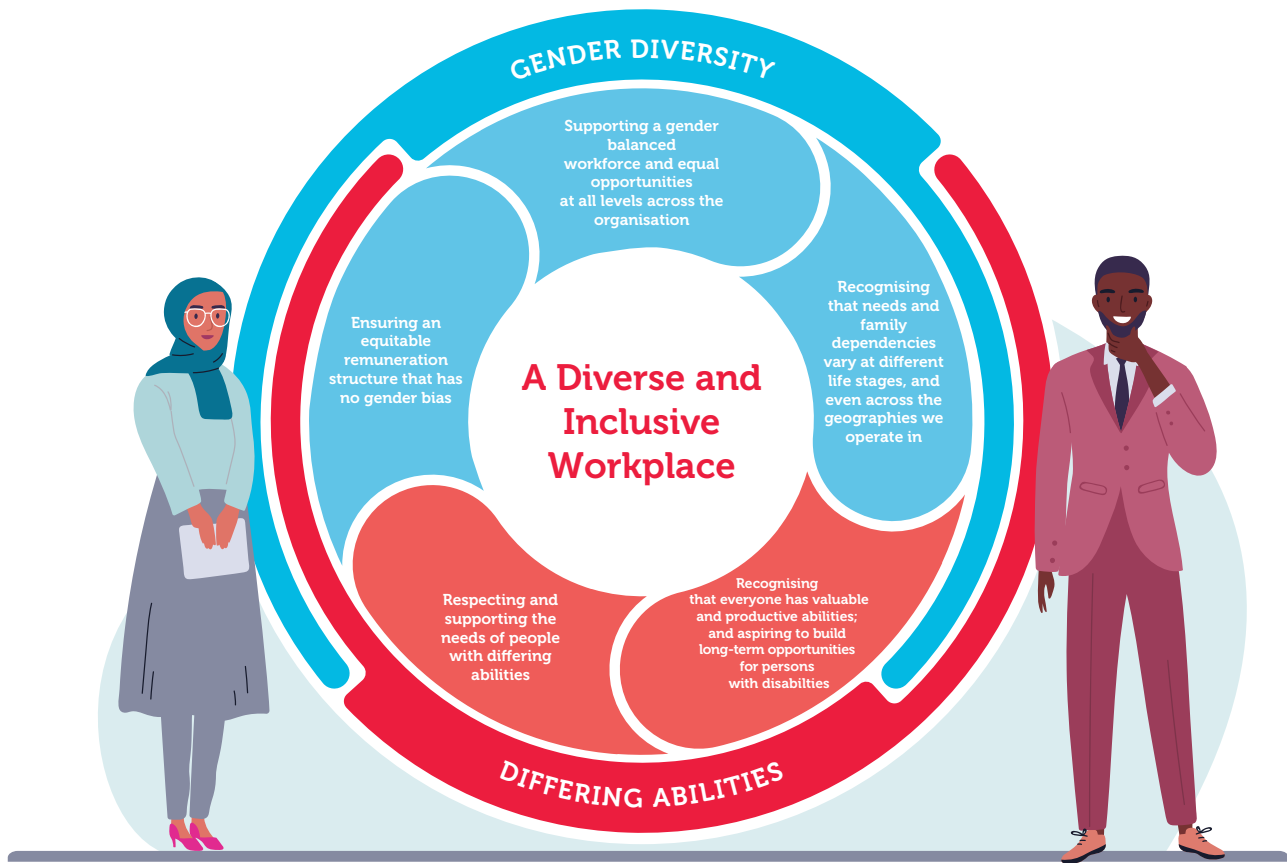 GENDER DIVERSITY
Supporting a gender
balanced
workforce and equal
opportunities
at all levels across the
organisation
Recognising
that needs and
family
dependencies
vary at different
life stages, and
even across the
geographies we
operate in
Ensuring an
equitable
remuneration
structure that has
no gender bias
A Diverse and
Inclusive
Workplace
Recognising
that everyone has valuable
and productive abilities;
and aspiring to build
long-term opportunities
for persons
with disabilties
Respecting and
supporting the
needs of people
with differing
abilities
DIFFERING ABILITIES